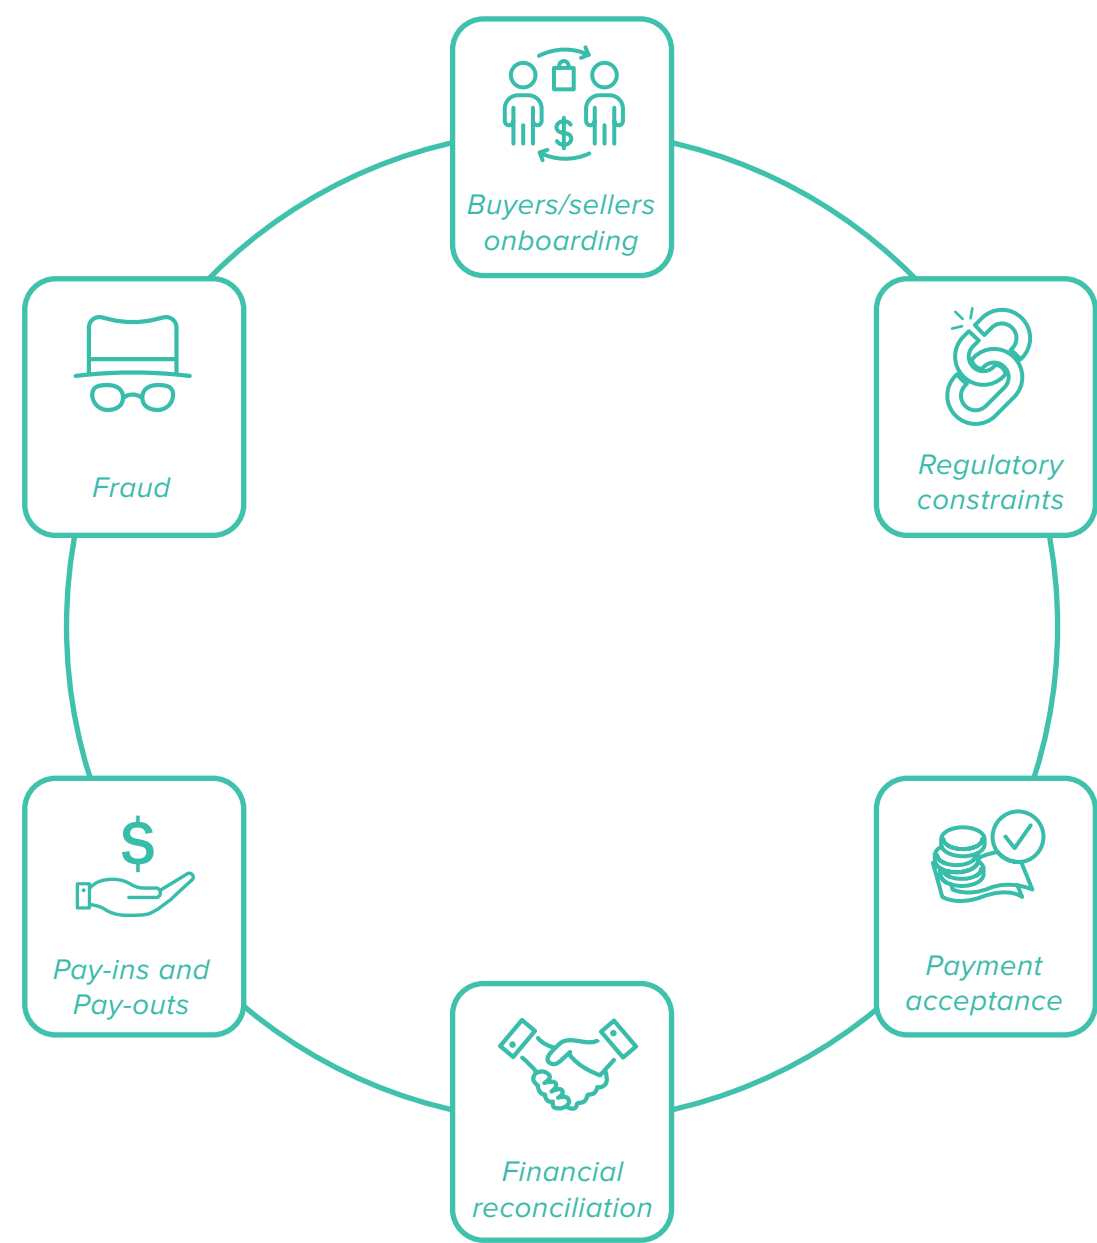 Buyers/sellers
onboarding
Regulatory
constraints
Payment
acceptance
Financial
reconciliation
$
Pay-ins and
Pay-outs
Fraud
$